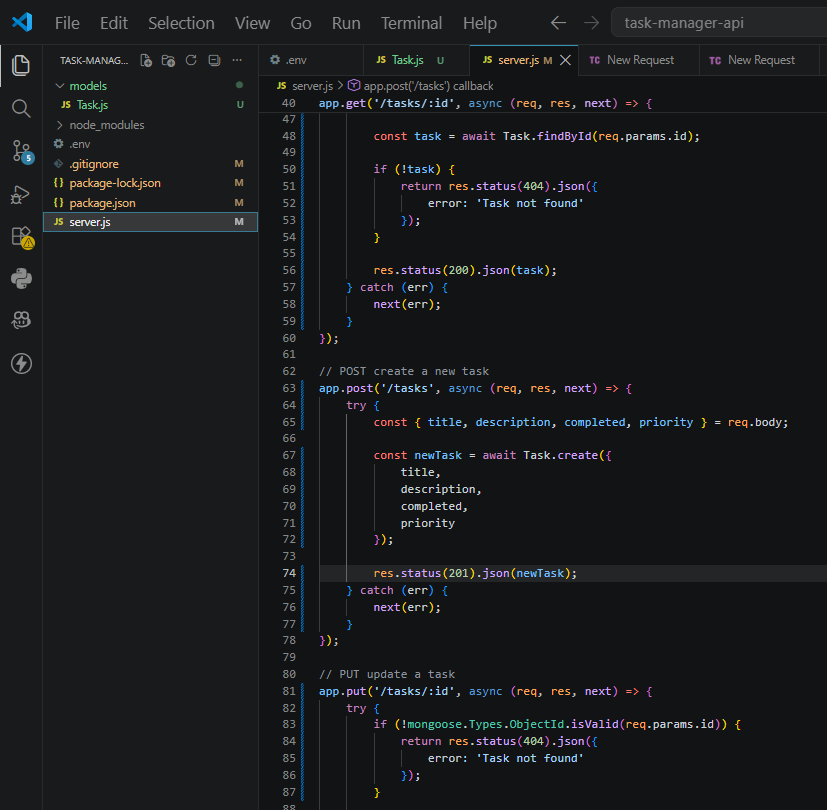 File Edit Selection View Go Run Terminal Help
task-manager-api
TASK-MANAG...
.env
JS Task.js U
JS server.js M
TC New Request
TC New Request
models
JS Task.js U
node_modules
.env
.gitignore M
{} package-lock.json M
{} package.json M
JS server.js M
5
JS server.js > app.post('/tasks') callback
40 app.get('/tasks/:id', async (req, res, next) => {
47
48 const task = await Task.findById(req.params.id);
49
50 if (!task) {
51 return res.status(404).json({
52 error: 'Task not found'
53 });
54 }
55
56 res.status(200).json(task);
57 } catch (err) {
58 next(err);
59 }
60 });
61
62 // POST create a new task
63 app.post('/tasks', async (req, res, next) => {
64 try {
65 const { title, description, completed, priority } = req.body;
66
67 const newTask = await Task.create({
68 title,
69 description,
70 completed,
71 priority
72 });
73
74 res.status(201).json(newTask);
75 } catch (err) {
76 next(err);
77 }
78 });
79
80 // PUT update a task
81 app.put('/tasks/:id', async (req, res, next) => {
82 try {
83 if (!mongoose.Types.ObjectId.isValid(req.params.id)) {
84 return res.status(404).json({
85 error: 'Task not found'
86 });
87 }
88